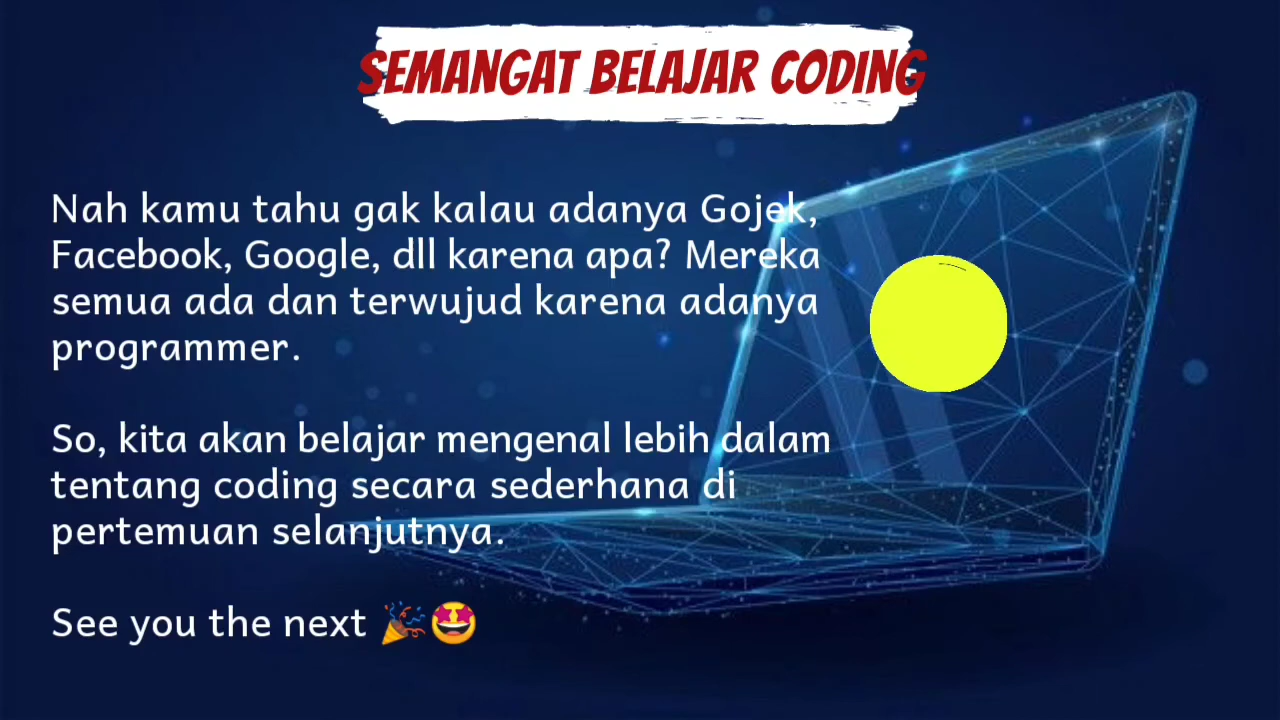 SEMANGAT BELAJAR CODING
Nah kamu tahu gak kalau adanya Gojek,
Facebook, Google, dll karena apa? Mereka
semua ada dan terwujud karena adanya
programmer.
So, kita akan belajar mengenal lebih dalam
tentang coding secara sederhana di
pertemuan selanjutnya.
See you the next 🎉🤩